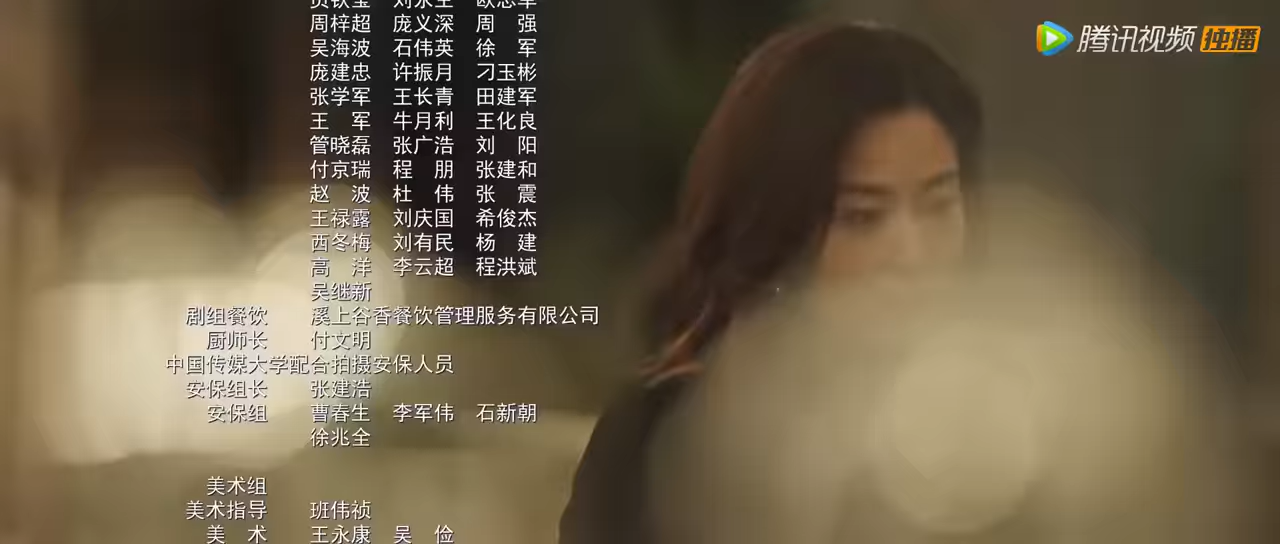 腾讯视频 独播
周梓超 庞义深 周 强
吴海波 石伟英 徐 军
庞建忠 许振月 刁玉彬
张学军 王长青 田建军
王 军 牛月利 王化良
管晓磊 张广浩 刘 阳
付京瑞 程 朋 张建和
赵 波 杜 伟 张 震
王禄露 刘庆国 希俊杰
西冬梅 刘有民 杨 建
高 洋 李云超 程洪斌
吴继新
剧组餐饮 溪上谷香餐饮管理服务有限公司
厨师长 付文明
中国传媒大学配合拍摄安保人员
安保组长 张建浩
安保组 曹春生 李军伟 石新朝
徐兆全
美术组
美术指导 班伟祯
美 术 王永康 吴 俭